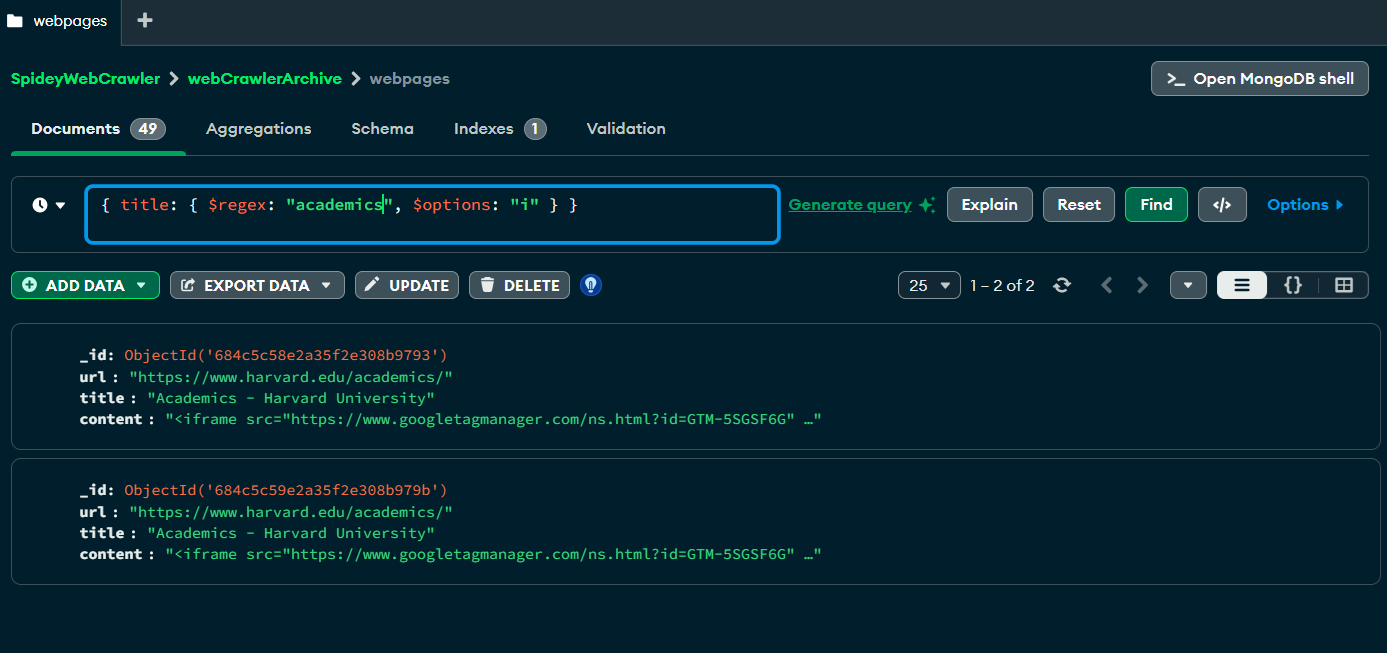 webpages +
SpideyWebCrawler > webCrawlerArchive > webpages
>_ Open MongoDB shell
Documents 49 Aggregations Schema Indexes 1 Validation
{ title: { $regex: "academics", $options: "i" } }
Generate query Explain Reset Find </> Options
ADD DATA EXPORT DATA UPDATE DELETE 25 1 – 2 of 2 {}
_id: ObjectId('684c5c58e2a35f2e308b9793')
url : "https://www.harvard.edu/academics/"
title : "Academics - Harvard University"
content : "<iframe src="https://www.googletagmanager.com/ns.html?id=GTM-5SGSF6G" …"
_id: ObjectId('684c5c59e2a35f2e308b979b')
url : "https://www.harvard.edu/academics/"
title : "Academics - Harvard University"
content : "<iframe src="https://www.googletagmanager.com/ns.html?id=GTM-5SGSF6G" …"